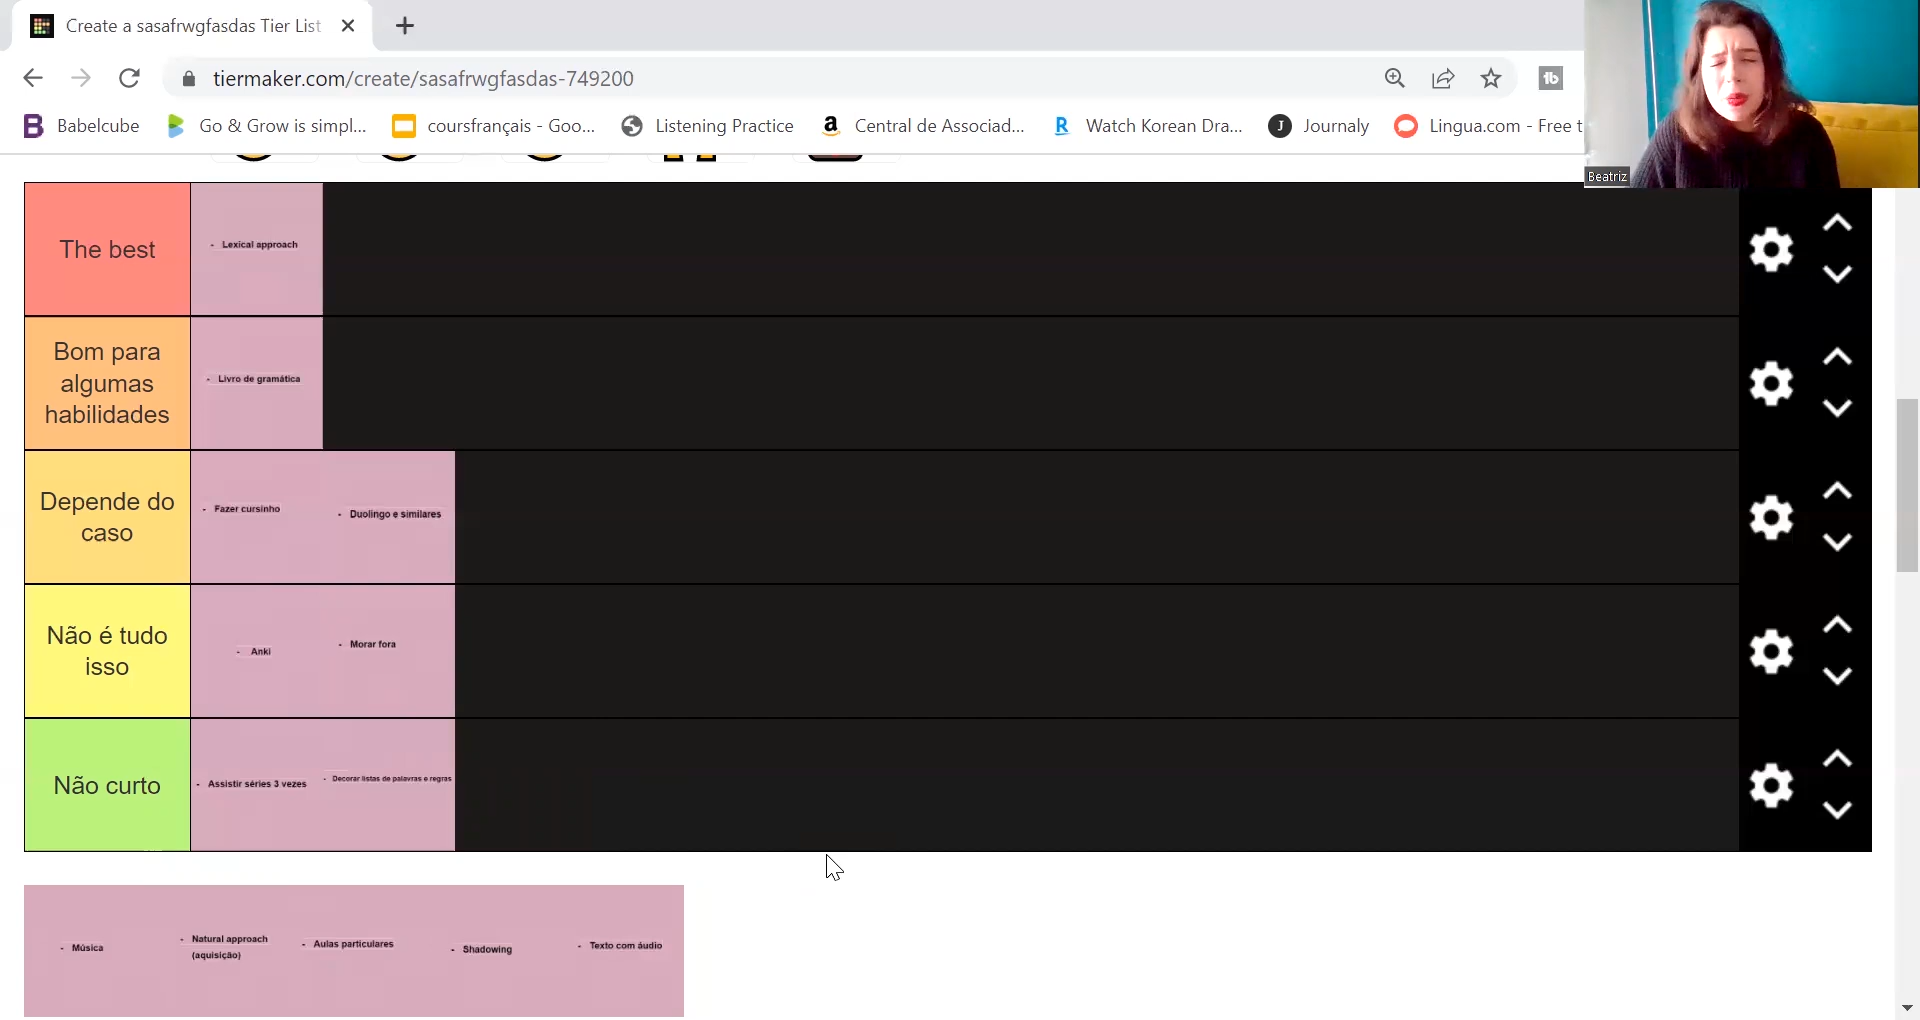 Create a sasafrwgfasdas Tier List
tiermaker.com/create/sasafrwgfasdas-749200
Babelcube
Go & Grow is simpl...
coursfrançais - Goo...
Listening Practice
Central de Associad...
Watch Korean Dra...
Journaly
Lingua.com - Free t
Beatriz
The best
- Lexical approach
Bom para
algumas
habilidades
- Livro de gramática
Depende do
caso
- Fazer cursinho
- Duolingo e similares
Não é tudo
isso
- Anki
- Morar fora
Não curto
- Assistir séries 3 vezes
- Decorar listas de palavras e regras
- Música
- Natural approach
(aquisição)
- Aulas particulares
- Shadowing
- Texto com áudio